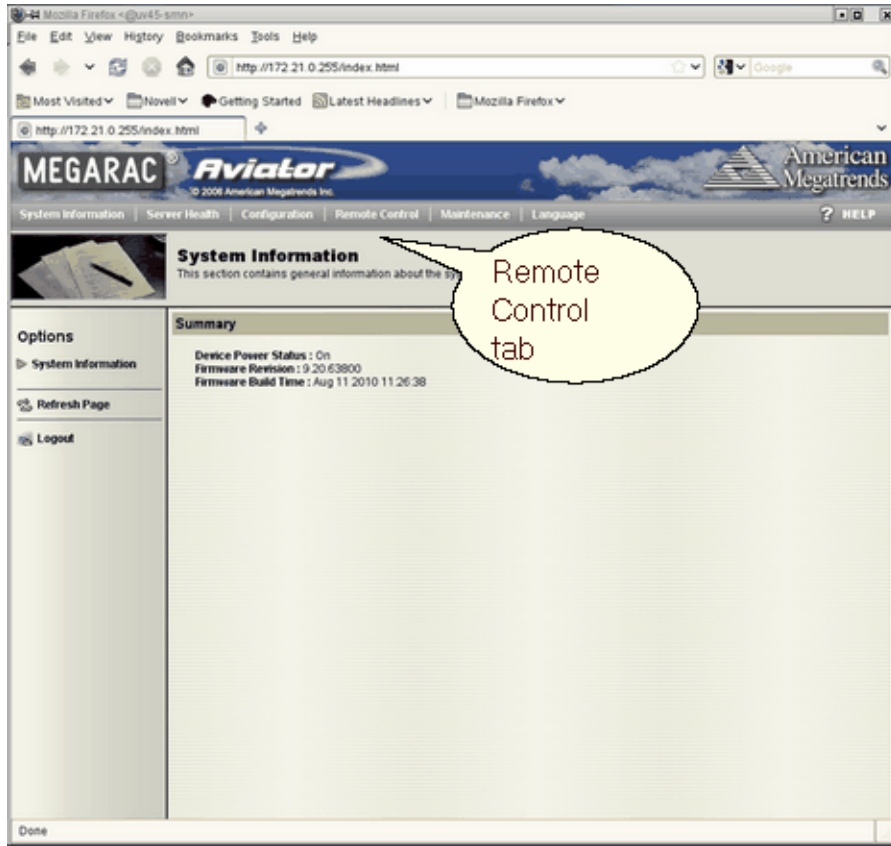 Mozilla Firefox <@uv45-smn>
File Edit View History Bookmarks Tools Help
http://172.21.0.255/index.html Google
Most Visited Novell Getting Started Latest Headlines Mozilla Firefox
http://172.21.0.255/index.html
MEGARAC® Aviator American Megatrends
© 2006 American Megatrends Inc.
System Information | Server Health | Configuration | Remote Control | Maintenance | Language ? HELP
System Information
This section contains general information about the
Remote
Control
tab
Options
System Information
Refresh Page
Logout
Summary
Device Power Status : On
Firmware Revision : 9.20.63800
Firmware Build Time : Aug 11 2010 11:26:38
Done